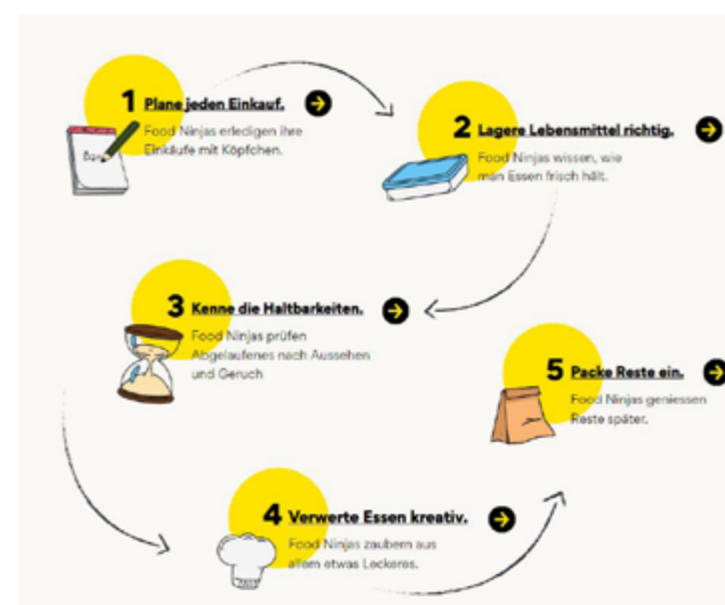 1 Plane jeden Einkauf.
Food Ninjas erledigen ihre
Einkäufe mit Köpfchen.
2 Lagere Lebensmittel richtig.
Food Ninjas wissen, wie
man Essen frisch hält.
3 Kenne die Haltbarkeiten.
Food Ninjas prüfen
Abgelaufenes nach Aussehen
und Geruch
4 Verwerte Essen kreativ.
Food Ninjas zaubern aus
allem etwas Leckeres.
5 Packe Reste ein.
Food Ninjas geniessen
Reste später.